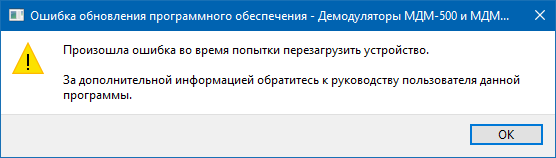 Ошибка обновления программного обеспечения - Демодуляторы МДМ-500 и МДМ...
Произошла ошибка во время попытки перезагрузить устройство.
За дополнительной информацией обратитесь к руководству пользователя данной
программы.
OK